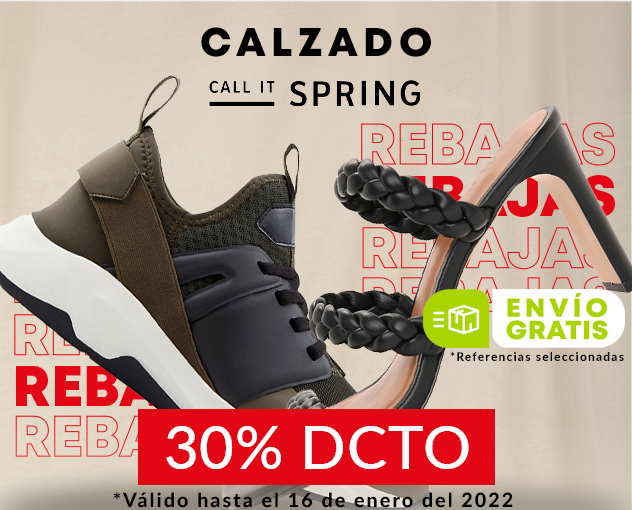 CALZADO
CALL IT SPRING
REBAJAS
REBAJAS
REBAJAS
REBAJAS
ENVÍO
GRATIS
*Referencias seleccionadas
REBA
REBA
30% DCTO
*Válido hasta el 16 de enero del 2022